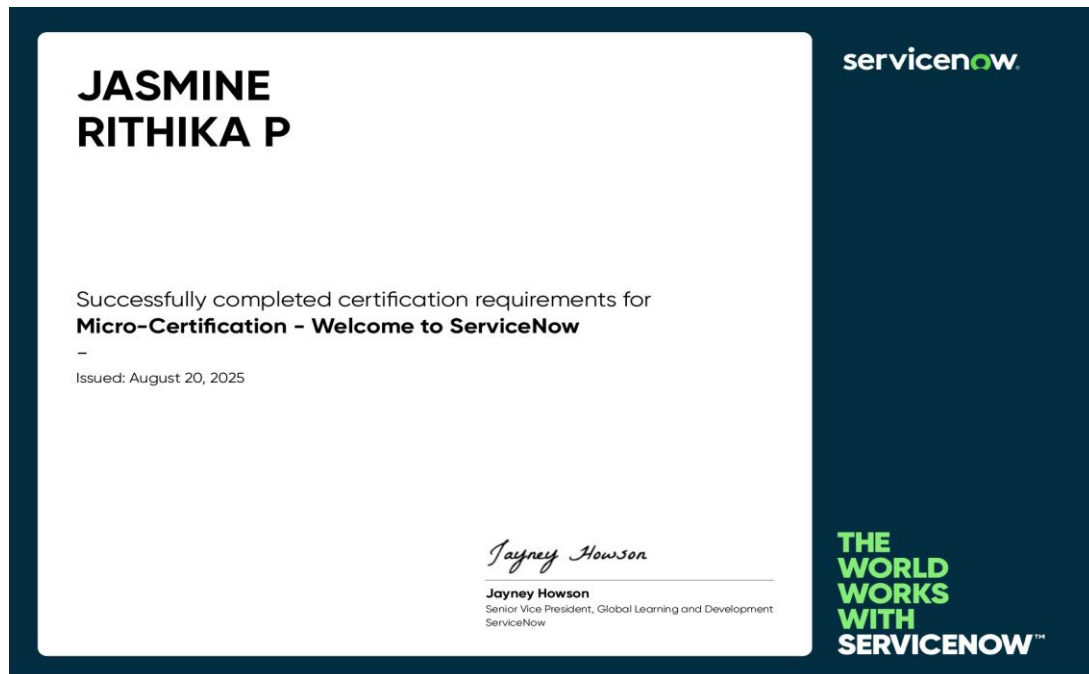 JASMINE
RITHIKA P
servicenow.
Successfully completed certification requirements for
Micro-Certification - Welcome to ServiceNow
–
Issued: August 20, 2025
Jayney Howson
Jayney Howson
Senior Vice President, Global Learning and Development
ServiceNow
THE
WORLD
WORKS
WITH
SERVICENOW™